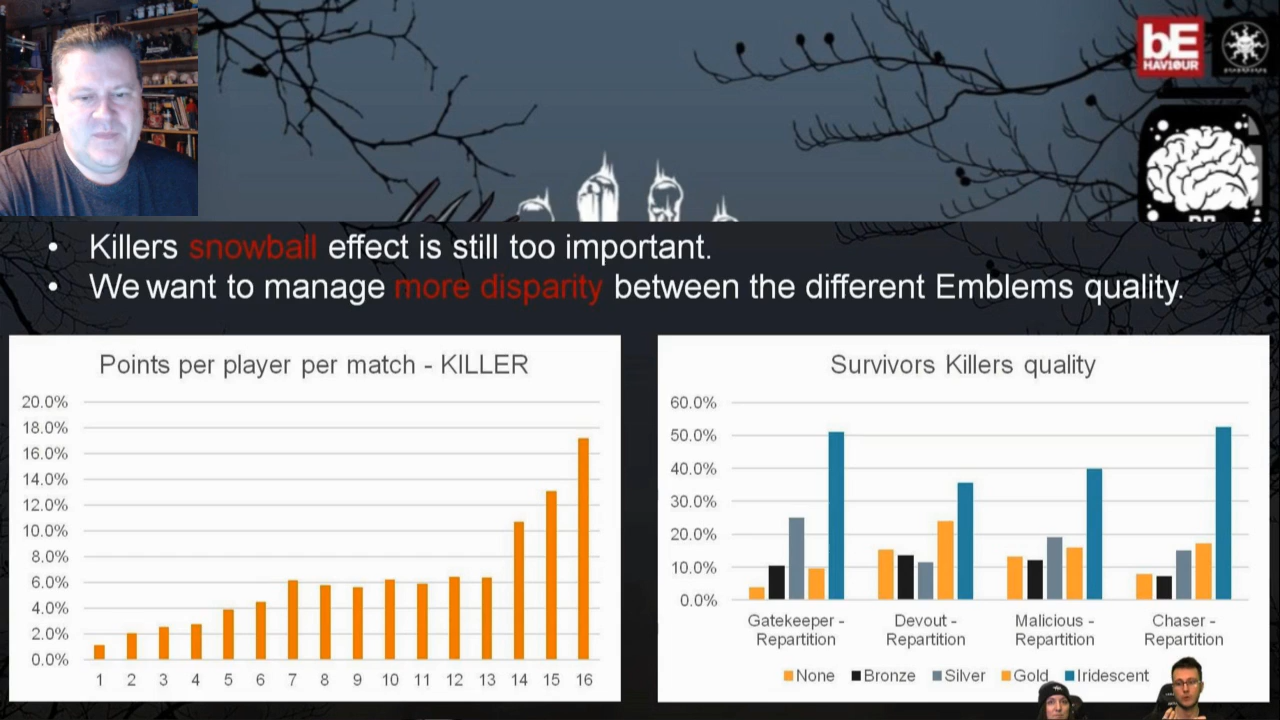 bE
HAVIOUR
• Killers snowball effect is still too important.
• We want to manage more disparity between the different Emblems quality.
Points per player per match - KILLER
20.0%
18.0%
16.0%
14.0%
12.0%
10.0%
8.0%
6.0%
4.0%
2.0%
0.0%
1 2 3 4 5 6 7 8 9 10 11 12 13 14 15 16
Survivors Killers quality
60.0%
50.0%
40.0%
30.0%
20.0%
10.0%
0.0%
Gatekeeper - Devout - Malicious - Chaser -
Repartition Repartition Repartition Repartition
None Bronze Silver Gold Iridescent